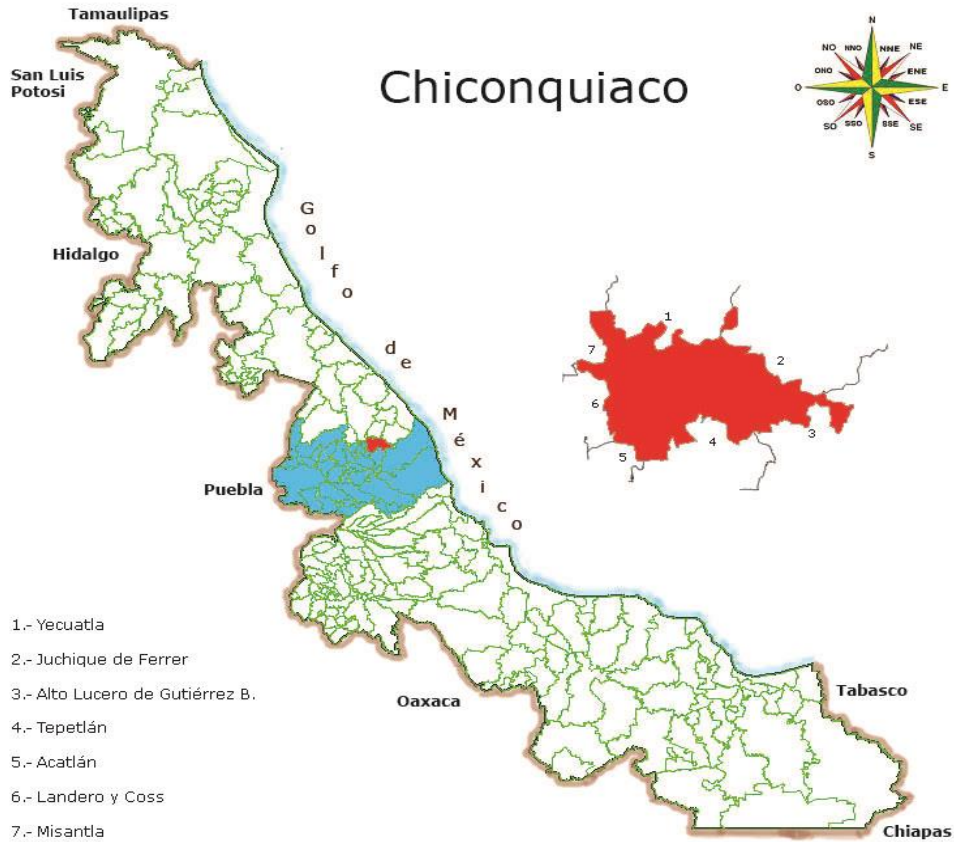 Tamaulipas
San Luis
Potosi
Chiconquiaco
N
NNO
NNE
NO
NE
ONO
ENE
O
E
OSO
ESE
SSO
SSE
SO
SE
S
Golfo de México
Hidalgo
1
7
2
6
3
4
5
Puebla
1.- Yecuatla
2.- Juchique de Ferrer
3.- Alto Lucero de Gutiérrez B.
4.- Tepetlán
5.- Acatlán
6.- Landero y Coss
7.- Misantla
Oaxaca
Tabasco
Chiapas